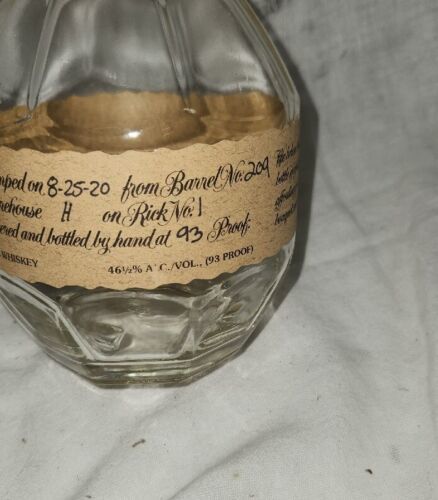 mped on 8-25-20 from Barrel No. 209
rehouse H on Rick No. 1
ered and bottled by hand at 93 Proof.
WHISKEY 46½% A C./VOL., (93 PROOF)